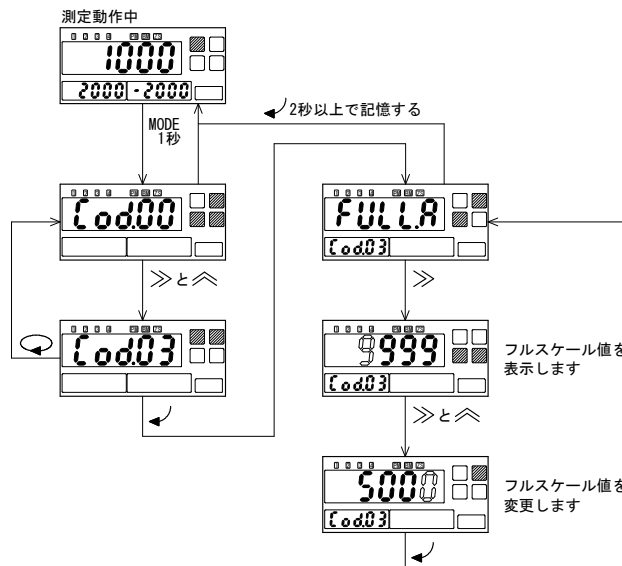 測定動作中
1000
2000 -2000
MODE
1秒
2秒以上で記憶する
Cod.00
≫と︽
Cod.03
FULL.A
Cod.03
≫
9999
Cod.03
フルスケール値を
表示します
≫と︽
5000
Cod.03
フルスケール値を
変更します